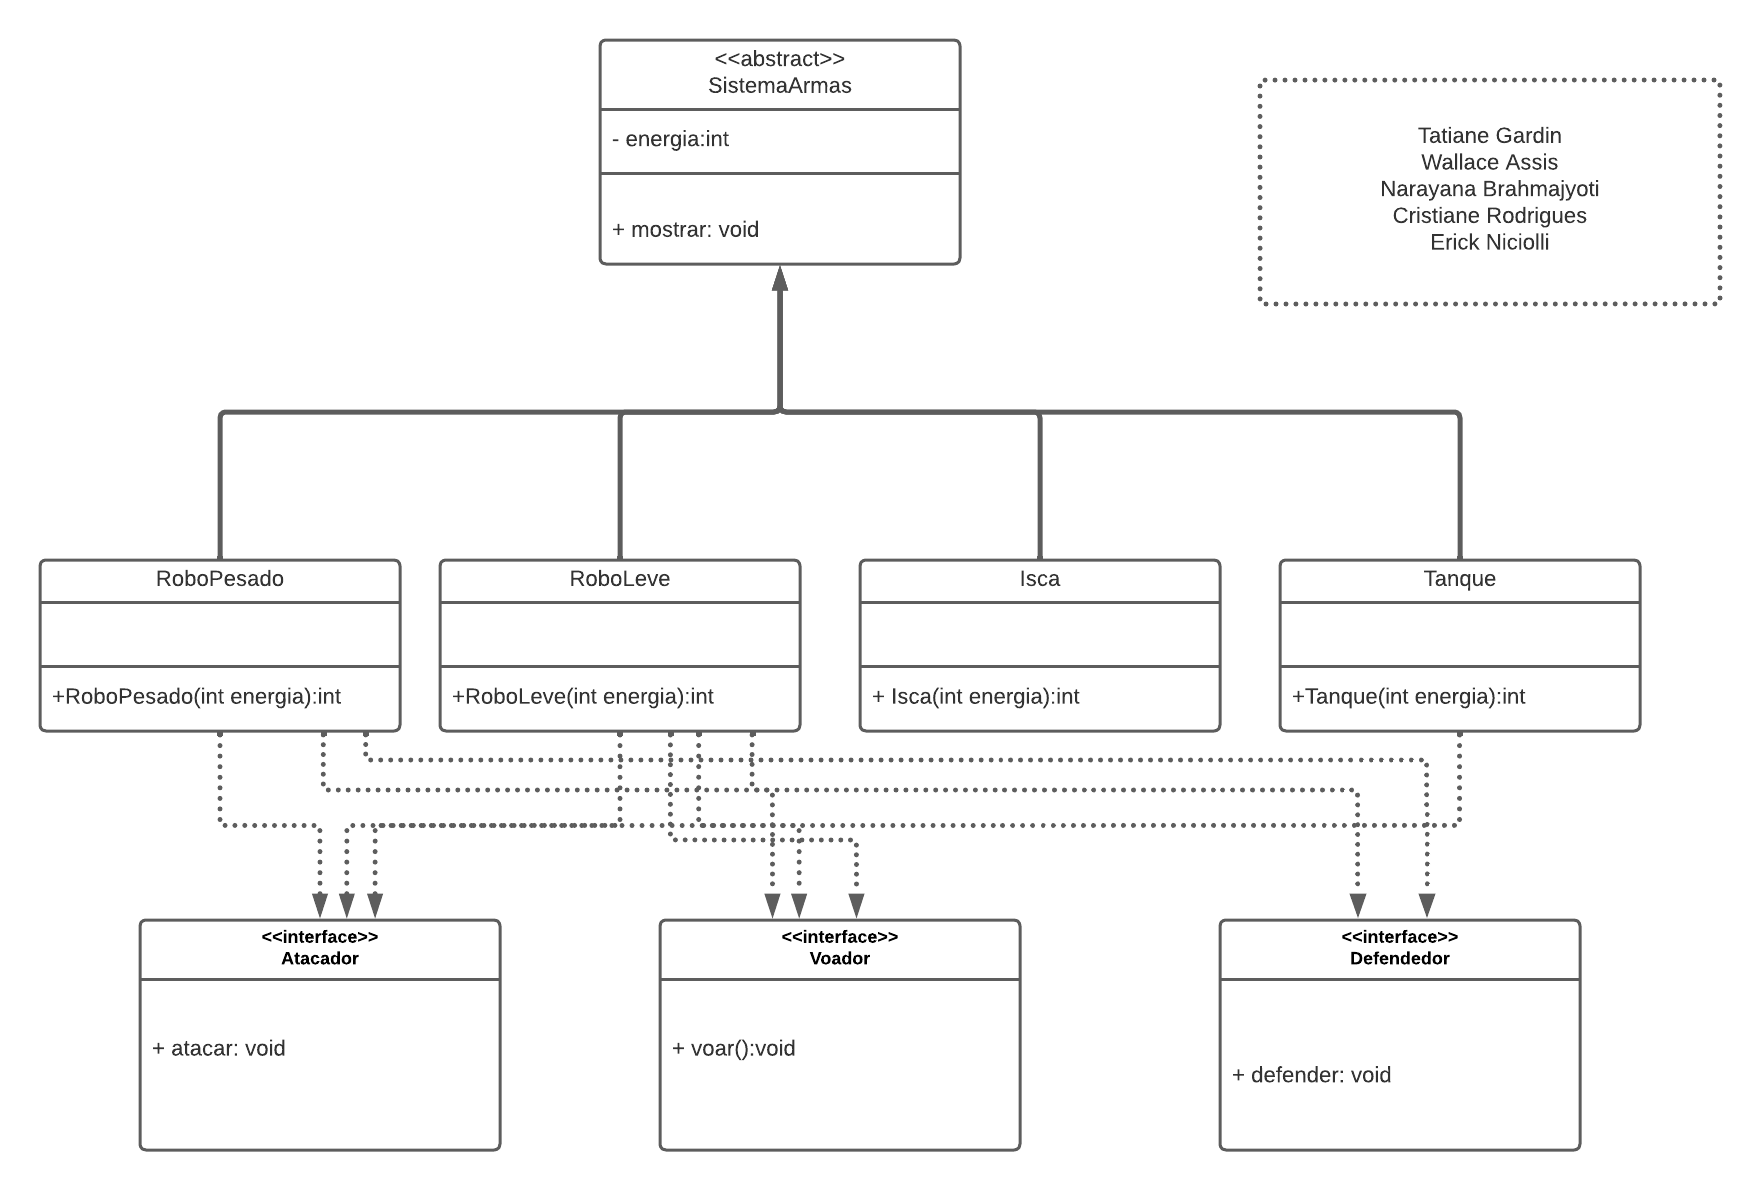 <<abstract>>
SistemaArmas
- energia:int
+ mostrar: void
Tatiane Gardin
Wallace Assis
Narayana Brahmajyoti
Cristiane Rodrigues
Erick Niciolli
RoboPesado
+RoboPesado(int energia):int
RoboLeve
+RoboLeve(int energia):int
Isca
+ Isca(int energia):int
Tanque
+Tanque(int energia):int
<<interface>>
Atacador
+ atacar: void
<<interface>>
Voador
+ voar():void
<<interface>>
Defendedor
+ defender: void